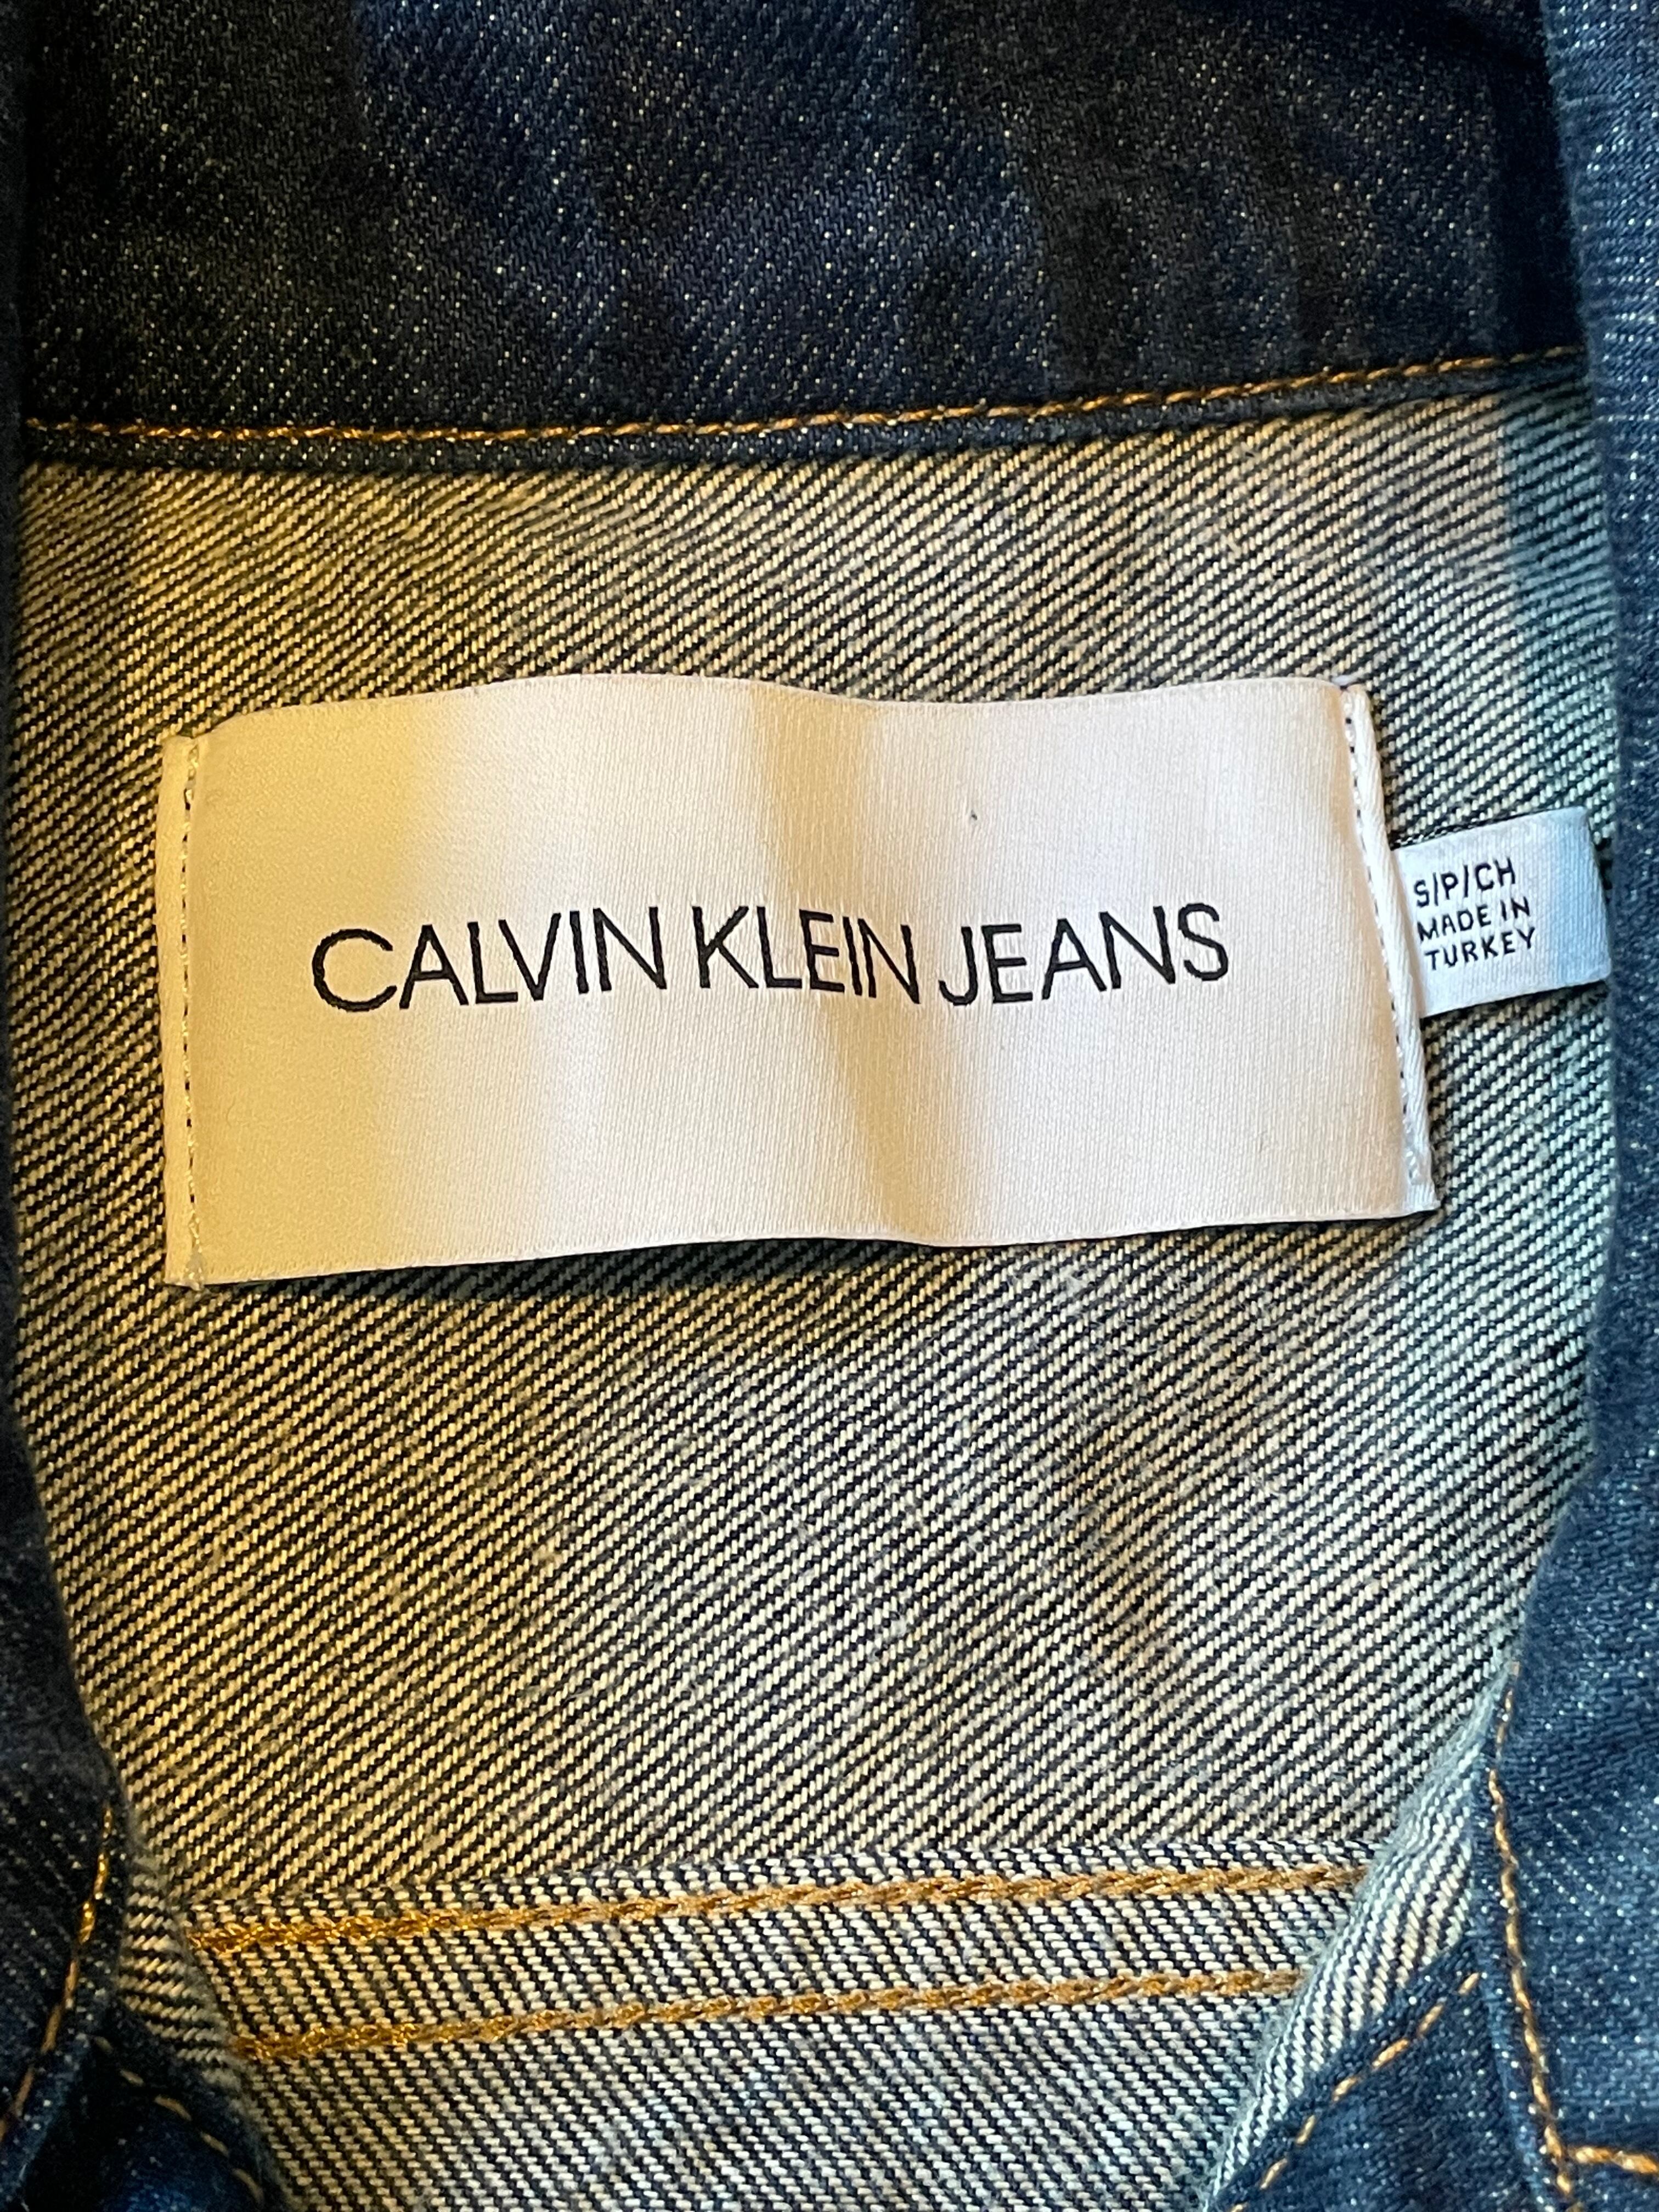 CALVIN KLEIN JEANS
S/P/CH
MADE IN
TURKEY